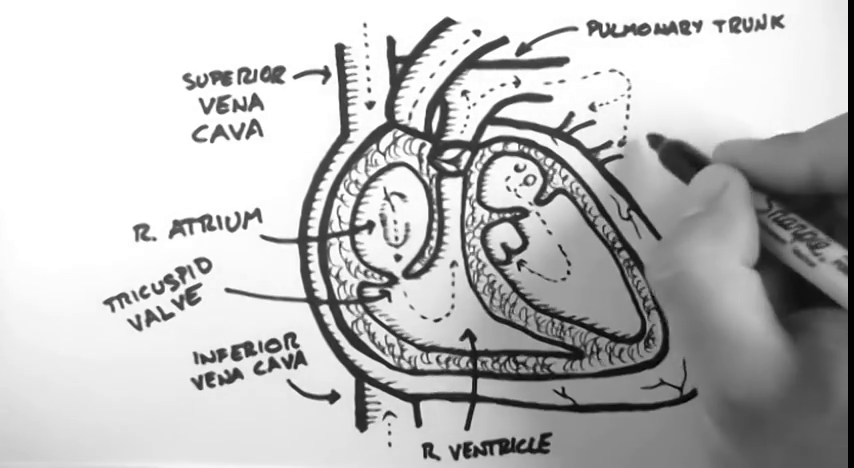 PULMONARY TRUNK
SUPERIOR
VENA
CAVA
R. ATRIUM
TRICUSPID
VALVE
INFERIOR
VENA CAVA
R. VENTRICLE
Sharpie